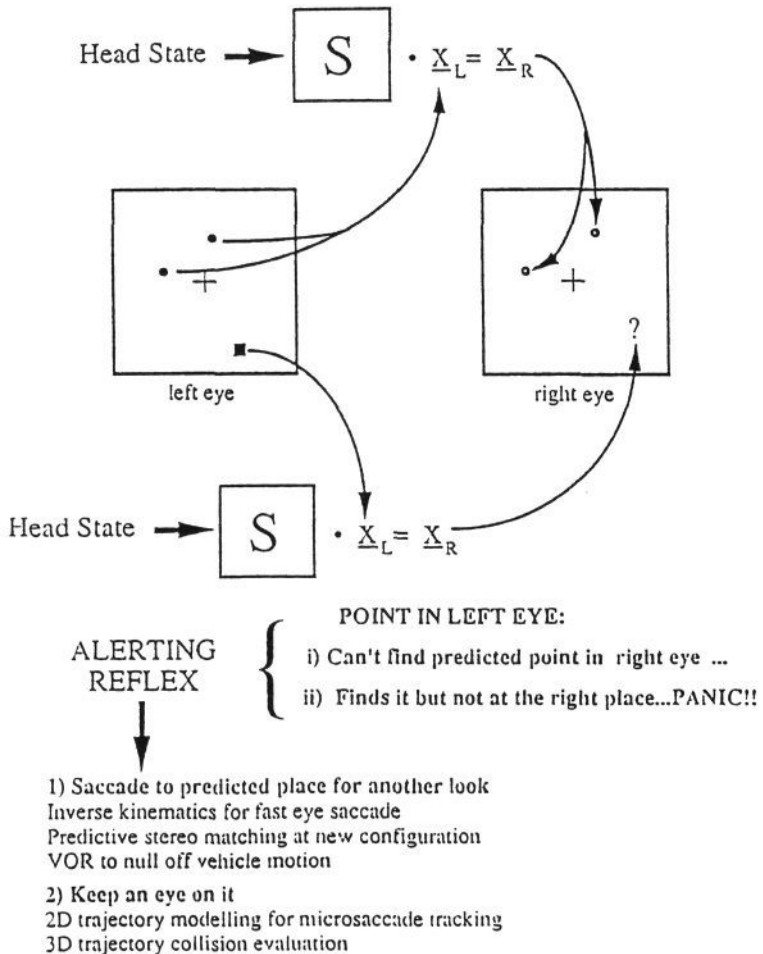 Head State
S
· X_L = X_R
left eye
right eye
?
Head State
S
· X_L = X_R
POINT IN LEFT EYE:
ALERTING
REFLEX
i) Can't find predicted point in right eye ...
ii) Finds it but not at the right place...PANIC!!
1) Saccade to predicted place for another look
Inverse kinematics for fast eye saccade
Predictive stereo matching at new configuration
VOR to null off vehicle motion
2) Keep an eye on it
2D trajectory modelling for microsaccade tracking
3D trajectory collision evaluation